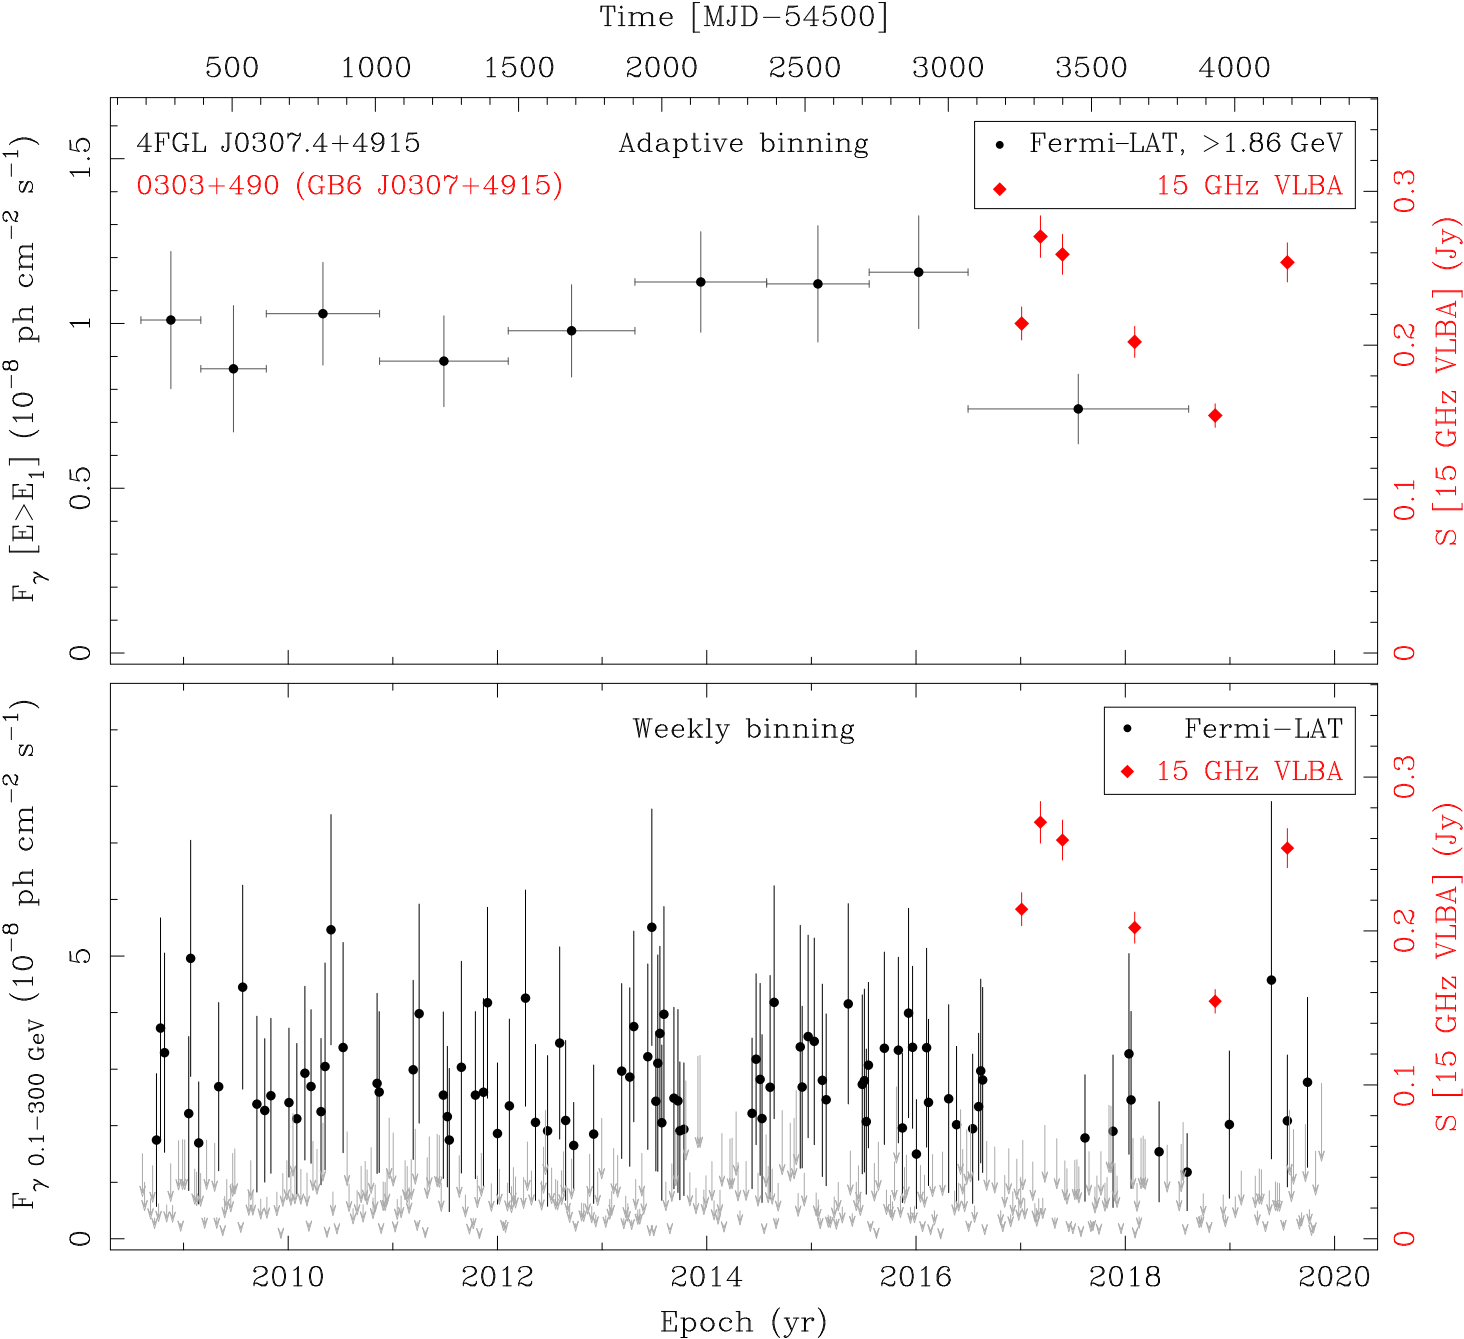 Time [MJD−54500]
500 1000 1500 2000 2500 3000 3500 4000
4FGL J0307.4+4915
Adaptive binning
Fermi−LAT, >1.86 GeV
0303+490 (GB6 J0307+4915)
15 GHz VLBA
F γ [E>E1] (10−8 ph cm−2 s−1)
0 0.5 1 1.5
0 0.1 0.2 0.3
S [15 GHz VLBA] (Jy)
Weekly binning
Fermi−LAT
15 GHz VLBA
F γ 0.1−300 GeV (10−8 ph cm−2 s−1)
0 5
0 0.1 0.2 0.3
S [15 GHz VLBA] (Jy)
2010 2012 2014 2016 2018 2020
Epoch (yr)